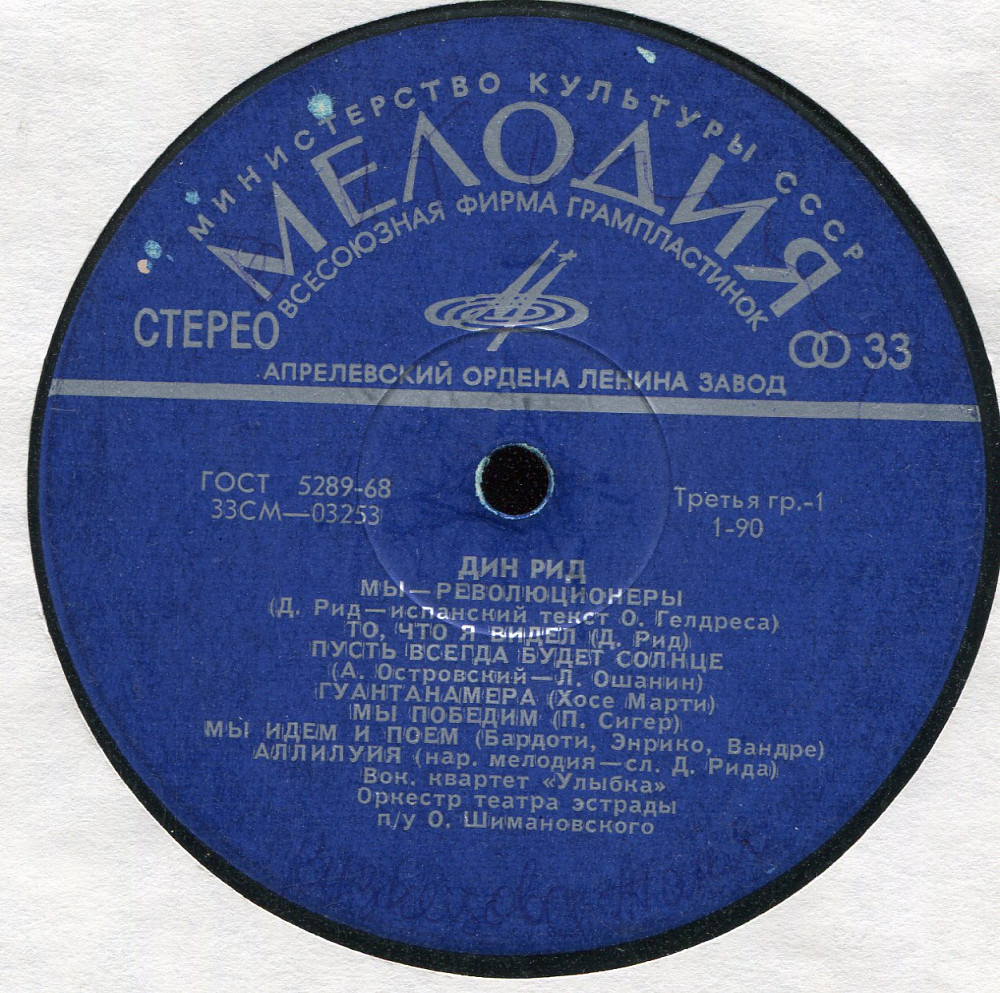 МИНИСТЕРСТВО КУЛЬТУРЫ СССР
МЕЛОДИЯ
ВСЕСОЮЗНАЯ ФИРМА ГРАМПЛАСТИНОК
СТЕРЕО
33
АПРЕЛЕВСКИЙ ОРДЕНА ЛЕНИНА ЗАВОД
ГОСТ 5289-68
33СМ—03253
Третья гр.-1
1-90
ДИН РИД
МЫ—РЕВОЛЮЦИОНЕРЫ
(Д. Рид—испанский текст О. Гелдреса)
ТО, ЧТО Я ВИДЕЛ (Д. Рид)
ПУСТЬ ВСЕГДА БУДЕТ СОЛНЦЕ
(А. Островский—Л. Ошанин)
ГУАНТАНАМЕРА (Хосе Марти)
МЫ ПОБЕДИМ (П. Сигер)
МЫ ИДЕМ И ПОЕМ (Бардоти, Энрико, Вандре)
АЛЛИЛУИЯ (нар. мелодия—сл. Д. Рида)
Вок. квартет «Улыбка»
Оркестр театра эстрады
п/у О. Шимановского